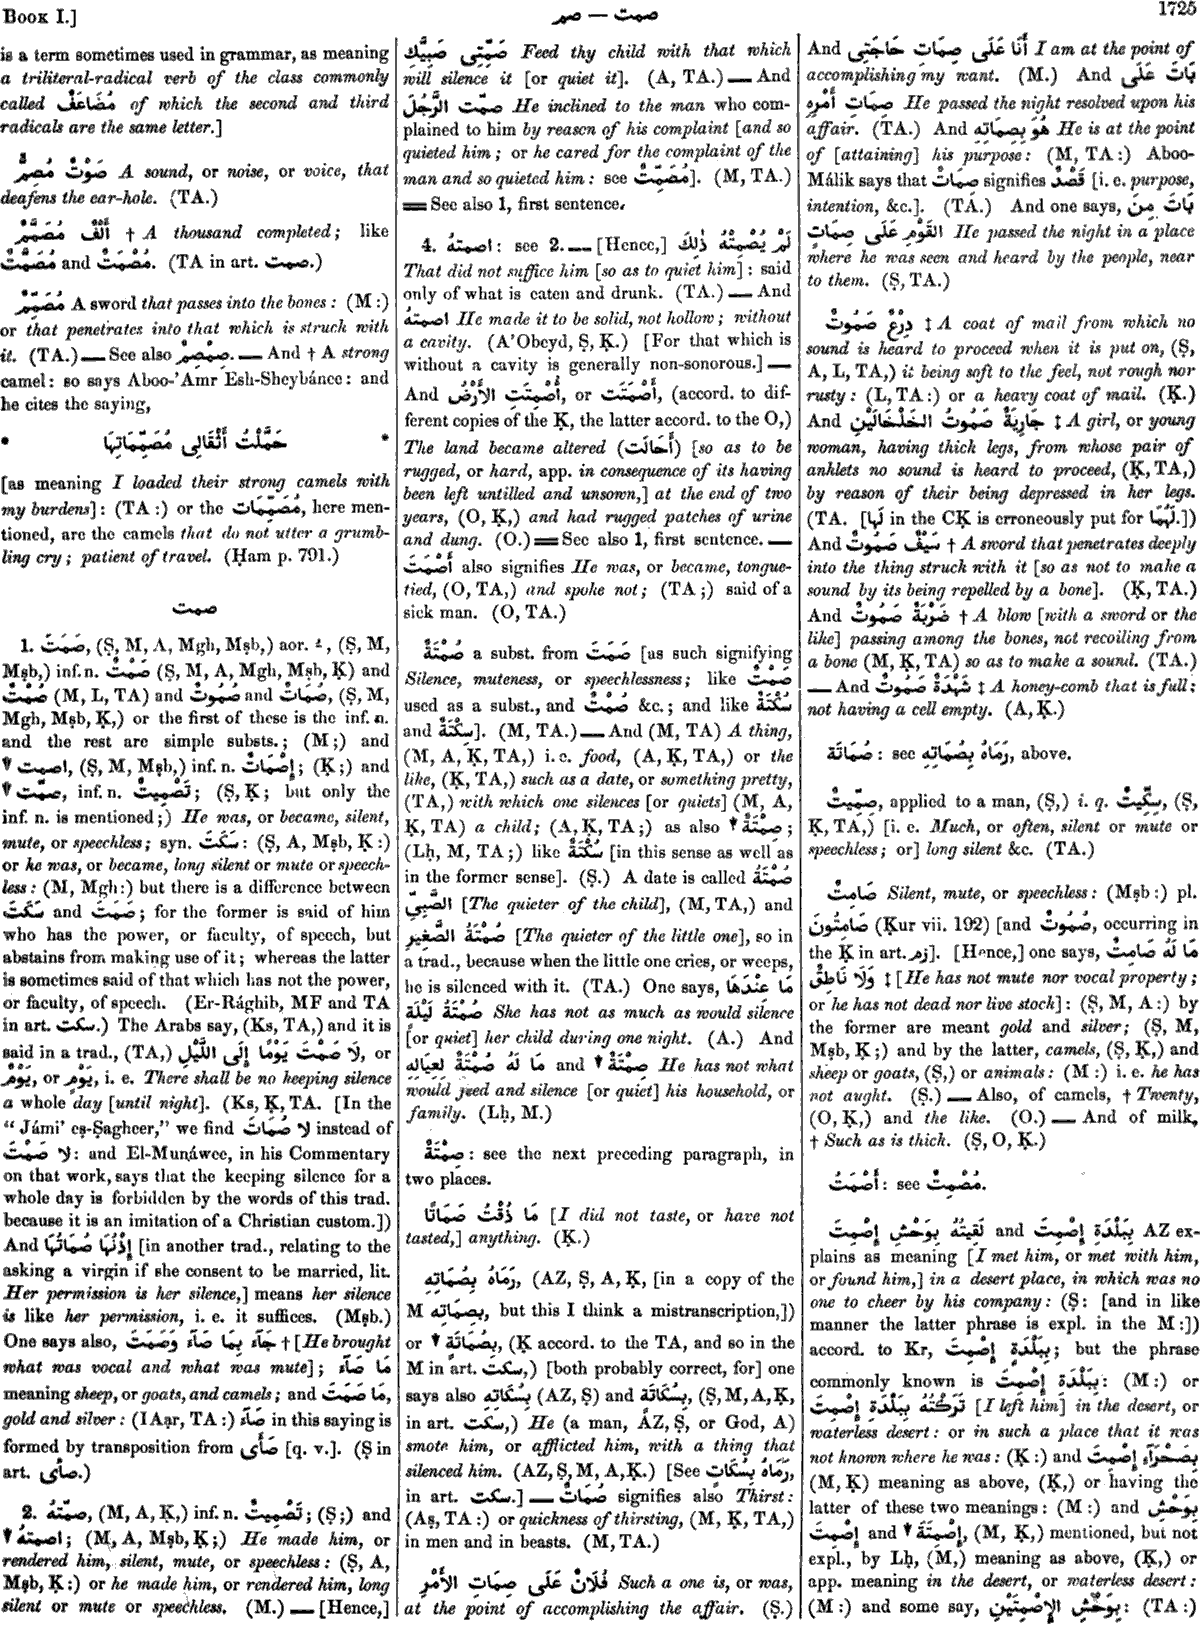 BOOK I.]
صمت — صم
1725
is a term sometimes used in grammar, as meaning
a triliteral-radical verb of the class commonly
called مُضَاعَفٌ of which the second and third
radicals are the same letter.]
صَوْتٌ مُصِمٌّ A sound, or noise, or voice, that
deafens the ear-hole. (TA.)
أَلْفٌ مُصَمَّمٌ † A thousand completed; like
مُصَمَّتٌ and مُصْمَتٌ. (TA in art. صمت.)
مُصَمِّمٌ A sword that passes into the bones: (M:)
or that penetrates into that which is struck with
it. (TA.) — See also صِمْصِمٌ. — And † A strong
camel: so says Aboo-'Amr Esh-Sheybánee: and
he cites the saying,
* حَمَّلْتُ أَثْقَالِى مُصَمِّمَاتِهَا *
[as meaning I loaded their strong camels with
my burdens]: (TA:) or the مُصَمِّمَات, here men-
tioned, are the camels that do not utter a grumb-
ling cry; patient of travel. (Ḥam p. 791.)
صمت
1. صَمَتَ, (Ṣ, M, A, Mgh, Mṣb,) aor. ـُ, (Ṣ, M,
Mṣb,) inf. n. صَمْتٌ (Ṣ, M, A, Mgh, Mṣb, Ḳ) and
صُمْتٌ (M, L, TA) and صُمُوتٌ and صُمَاتٌ, (Ṣ, M,
Mgh, Mṣb, Ḳ,) or the first of these is the inf. n.
and the rest are simple substs.; (M;) and
▼ اصمت, (Ṣ, M, Mṣb,) inf. n. إِصْمَاتٌ; (Ḳ;) and
▼ صمّت, inf. n. تَصْمِيتٌ; (Ṣ, Ḳ; but only the
inf. n. is mentioned;) He was, or became, silent,
mute, or speechless; syn. سَكَتَ: (Ṣ, A, Mṣb, Ḳ:)
or he was, or became, long silent or mute or speech-
less: (M, Mgh:) but there is a difference between
سَكَتَ and صَمَتَ; for the former is said of him
who has the power, or faculty, of speech, but
abstains from making use of it; whereas the latter
is sometimes said of that which has not the power,
or faculty, of speech. (Er-Rághib, MF and TA
in art. سكت.) The Arabs say, (Ks, TA,) and it is
said in a trad., (TA,) لَا صَمْتَ يَوْمًا إِلَى اللَّيْلِ, or
يَوْمٌ, or يَوْمٍ, i. e. There shall be no keeping silence
a whole day [until night]. (Ks, Ḳ, TA. [In the
“Jámi' eṣ-Ṣagheer,” we find لا صُمَاتَ instead of
لا صَمْتَ: and El-Munáwee, in his Commentary
on that work, says that the keeping silence for a
whole day is forbidden by the words of this trad.
because it is an imitation of a Christian custom.])
And إِذْنُهَا صُمَاتُهَا [in another trad., relating to the
asking a virgin if she consent to be married, lit.
Her permission is her silence,] means her silence
is like her permission, i. e. it suffices. (Mṣb.)
One says also, جَآءَ بِمَا صَآءَ وَصَمَتَ † [He brought
what was vocal and what was mute]; مَا صَآءَ
meaning sheep, or goats, and camels; and مَا صَمَتَ,
gold and silver: (IAạr, TA:) صَآءَ in this saying is
formed by transposition from صَأَى [q. v.]. (Ṣ in
art. صأى.)
2. صمّتهُ, (M, A, Ḳ,) inf. n. تَصْمِيتٌ; (Ṣ;) and
▼ اصمتهُ; (M, A, Mṣb, Ḳ;) He made him, or
rendered him, silent, mute, or speechless: (Ṣ, A,
Mṣb, Ḳ:) or he made him, or rendered him, long
silent or mute or speechless. (M.) — [Hence,]
صَمِّتِى صَبِيَّكِ Feed thy child with that which
will silence it [or quiet it]. (A, TA.) — And
صمّت الرَّجُلَ He inclined to the man who com-
plained to him by reason of his complaint [and so
quieted him; or he cared for the complaint of the
man and so quieted him: see مُصَمِّتٌ]. (M, TA.)
= See also 1, first sentence.
4. اصمتهُ: see 2. — [Hence,] لَمْ يُصْمِتْهُ ذٰلِكَ
That did not suffice him [so as to quiet him]: said
only of what is eaten and drunk. (TA.) — And
اصمتهُ He made it to be solid, not hollow; without
a cavity. (A'Obeyd, Ṣ, Ḳ.) [For that which is
without a cavity is generally non-sonorous.] —
And أُصْمِتَتِ الأَرْضُ, or أَصْمَتَت, (accord. to dif-
ferent copies of the Ḳ, the latter accord. to the O,)
The land became altered (أَحَالَت) [so as to be
rugged, or hard, app. in consequence of its having
been left untilled and unsown,] at the end of two
years, (O, Ḳ,) and had rugged patches of urine
and dung. (O.) = See also 1, first sentence. —
أَصْمَتَ also signifies He was, or became, tongue-
tied, (O, TA,) and spoke not; (TA;) said of a
sick man. (O, TA.)
صُمْتَةٌ a subst. from صَمَتَ [as such signifying
Silence, muteness, or speechlessness; like صَمْتٌ
used as a subst., and صُمْتٌ &c.; and like سُكْتَةٌ
and سِكْتَةٌ]. (M, TA.) — And (M, TA) A thing,
(M, A, Ḳ, TA,) i. e. food, (A, Ḳ, TA,) or the
like, (Ḳ, TA,) such as a date, or something pretty,
(TA,) with which one silences [or quiets] (M, A,
Ḳ, TA) a child; (A, Ḳ, TA;) as also ▼ صِمْتَةٌ;
(Lḥ, M, TA;) like سُكْتَةٌ [in this sense as well as
in the former sense]. (Ṣ.) A date is called صُمْتَةُ
الصَّبِىِّ [The quieter of the child], (M, TA,) and
صُمْتَةُ الصَّغِيرِ [The quieter of the little one], so in
a trad., because when the little one cries, or weeps,
he is silenced with it. (TA.) One says, مَا عِنْدَهَا
صُمْتَةُ لَيْلَة She has not as much as would silence
[or quiet] her child during one night. (A.) And
مَا لَهُ صُمْتَةٌ لِعِيَالِهِ and ▼ صِمْتَةٌ He has not what
would feed and silence [or quiet] his household, or
family. (Lḥ, M.)
صِمْتَةٌ: see the next preceding paragraph, in
two places.
مَا ذُقْتُ صَمَاتًا [I did not taste, or have not
tasted,] anything. (Ḳ.)
رَمَاهُ بِصُمَاتِهِ, (AZ, Ṣ, A, Ḳ, [in a copy of the
M بِصِمَاتِهِ, but this I think a mistranscription,])
or ▼ بِصُمَاتَة, (Ḳ accord. to the TA, and so in the
M in art. سكت,) [both probably correct, for] one
says also بِسُكَاتِهِ (AZ, Ṣ) and بِسُكَاتَة, (Ṣ, M, A, Ḳ,
in art. سكت,) He (a man, AZ, Ṣ, or God, A)
smote him, or afflicted him, with a thing that
silenced him. (AZ, Ṣ, M, A, Ḳ.) [See رَمَاهُ بِسُكَاتٍ,
in art. سكت.] — صُمَاتٌ signifies also Thirst:
(Aṣ, TA:) or quickness of thirsting, (M, Ḳ, TA,)
in men and in beasts. (M, TA.)
فُلَانٌ عَلَى صِمَاتِ الأَمْرِ Such a one is, or was,
at the point of accomplishing the affair. (Ṣ.)
And أَنَا عَلَى صِمَاتِ حَاجَتِى I am at the point of
accomplishing my want. (M.) And بَاتَ عَلَى
صِمَاتِ أَمْرِهِ He passed the night resolved upon his
affair. (TA.) And هُوَ بِصِمَاتِهِ He is at the point
of [attaining] his purpose: (M, TA:) Aboo-
Málik says that صِمَاتٌ signifies قَصْدٌ [i. e. purpose,
intention, &c.]. (TA.) And one says, بَاتَ مِنَ
القَوْمِ عَلَى صِمَاتٍ He passed the night in a place
where he was seen and heard by the people, near
to them. (Ṣ, TA.)
دِرْعٌ صَمُوتٌ ‡ A coat of mail from which no
sound is heard to proceed when it is put on, (Ṣ,
A, L, TA,) it being soft to the feel, not rough nor
rusty: (L, TA:) or a heavy coat of mail. (Ḳ.)
And جَارِيَةٌ صَمُوتُ الخَلْخَالَيْنِ ‡ A girl, or young
woman, having thick legs, from whose pair of
anklets no sound is heard to proceed, (Ḳ, TA,)
by reason of their being depressed in her legs.
(TA. [لَهَا in the CḲ is erroneously put for لَهُمَا.])
And سَيْفٌ صَمُوتٌ † A sword that penetrates deeply
into the thing struck with it [so as not to make a
sound by its being repelled by a bone]. (Ḳ, TA.)
And ضَرْبَةٌ صَمُوتٌ † A blow [with a sword or the
like] passing among the bones, not recoiling from
a bone (M, Ḳ, TA) so as to make a sound. (TA.)
— And شَهْدَةٌ صَمُوتٌ ‡ A honey-comb that is full;
not having a cell empty. (A, Ḳ.)
صُمَاتَة: see رَمَاهُ بِصُمَاتِهِ, above.
صِمِّيتٌ, applied to a man, (Ṣ,) i. q. سِكِّيتٌ, (Ṣ,
Ḳ, TA,) [i. e. Much, or often, silent or mute or
speechless; or] long silent &c. (TA.)
صَامِتٌ Silent, mute, or speechless: (Mṣb:) pl.
صَامِتُونَ (Ḳur vii. 192) [and صُمُوتٌ, occurring in
the Ḳ in art. زم]. [Hence,] one says, مَا لَهُ صَامِتٌ
وَلَا نَاطِقٌ ‡ [He has not mute nor vocal property;
or he has not dead nor live stock]: (Ṣ, M, A:) by
the former are meant gold and silver; (Ṣ, M,
Mṣb, Ḳ;) and by the latter, camels, (Ṣ, Ḳ,) and
sheep or goats, (Ṣ,) or animals: (M:) i. e. he has
not aught. (Ṣ.) — Also, of camels, † Twenty,
(O, Ḳ,) and the like. (O.) — And of milk,
† Such as is thick. (Ṣ, O, Ḳ.)
أَصْمَتُ: see مُصْمِتٌ.
لَقِيتُهُ بِوَحْشِ إِصْمِتَ and بِبَلْدَةِ إِصْمِتَ AZ ex-
plains as meaning [I met him, or met with him,
or found him,] in a desert place, in which was no
one to cheer by his company: (Ṣ: [and in like
manner the latter phrase is expl. in the M:])
accord. to Kr, بِبَلْدَةٍ إِصْمِتَ; but the phrase
commonly known is بِبَلْدَةِ إِصْمِتَ: (M:) or
تَرَكْتُهُ بِبَلْدَةِ إِصْمِتَ [I left him] in the desert, or
waterless desert: or in such a place that it was
not known where he was: (Ḳ:) and بِصَحْرَآءِ إِصْمِتَ
(M, Ḳ) meaning as above, (Ḳ,) or having the
latter of these two meanings: (M:) and بِوَحْشِ
إِصْمِتَ and ▼ إِصْمِتَةَ, (M, Ḳ,) mentioned, but not
expl., by Lḥ, (M,) meaning as above, (Ḳ,) or
app. meaning in the desert, or waterless desert:
(M:) and some say, بِوَحْشِ الإِصْمِتَيْنِ: (TA:)